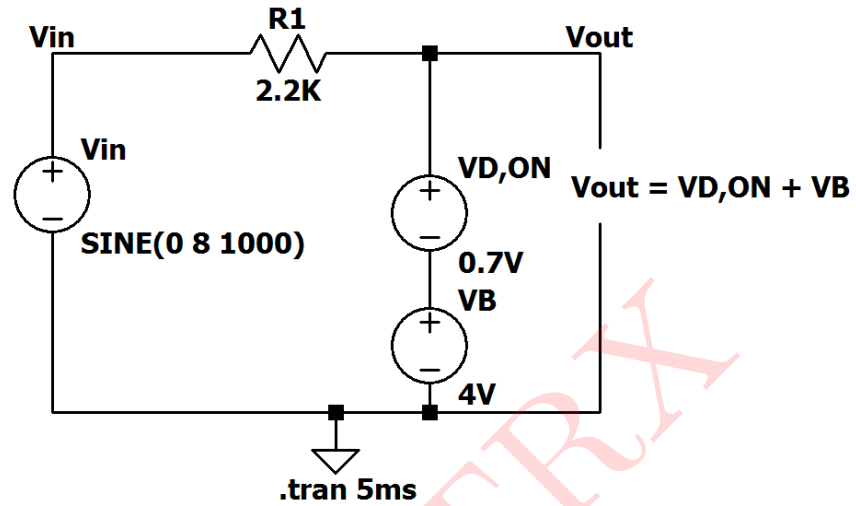 R1
Vin
Vout
2.2K
Vin
VD,ON
Vout = VD,ON + VB
SINE(0 8 1000)
0.7V
VB
4V
.tran 5ms
TRX